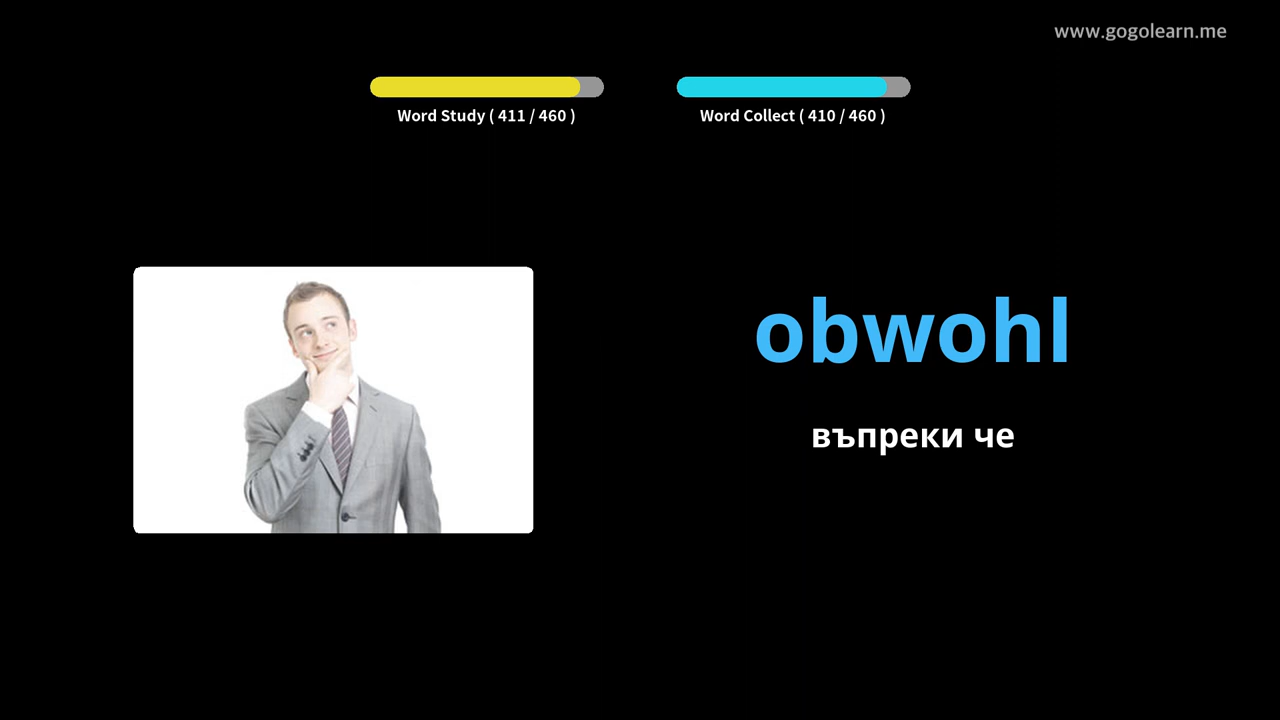 www.gogolearn.me
Word Study ( 411 / 460 )
Word Collect ( 410 / 460 )
obwohl
въпреки че